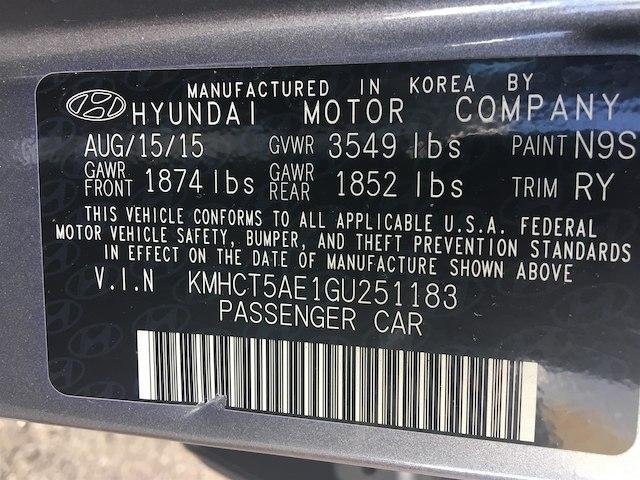 MANUFACTURED IN KOREA BY
HYUNDAI MOTOR COMPANY
AUG/15/15 GVWR 3549 lbs PAINT N9S
GAWR FRONT 1874 lbs GAWR REAR 1852 lbs TRIM RY
THIS VEHICLE CONFORMS TO ALL APPLICABLE U.S.A. FEDERAL
MOTOR VEHICLE SAFETY, BUMPER, AND THEFT PREVENTION STANDARDS
IN EFFECT ON THE DATE OF MANUFACTURE SHOWN ABOVE
V.I.N KMHCT5AE1GU251183
PASSENGER CAR